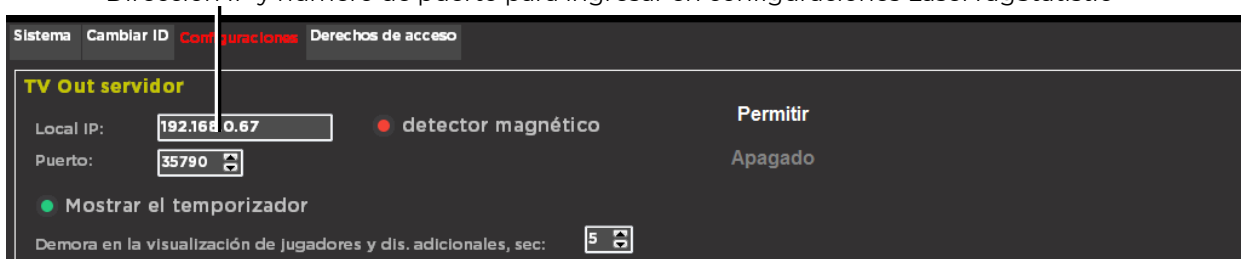 Dirección IP y número de puerto para ingresar en configuraciones LaserTagStatistic
Sistema Cambiar ID Configuraciones Derechos de acceso
TV Out servidor
Local IP: 192.168.0.67 detector magnético Permitir
Puerto: 35790 Apagado
Mostrar el temporizador
Demora en la visualización de jugadores y dis. adicionales, sec: 5